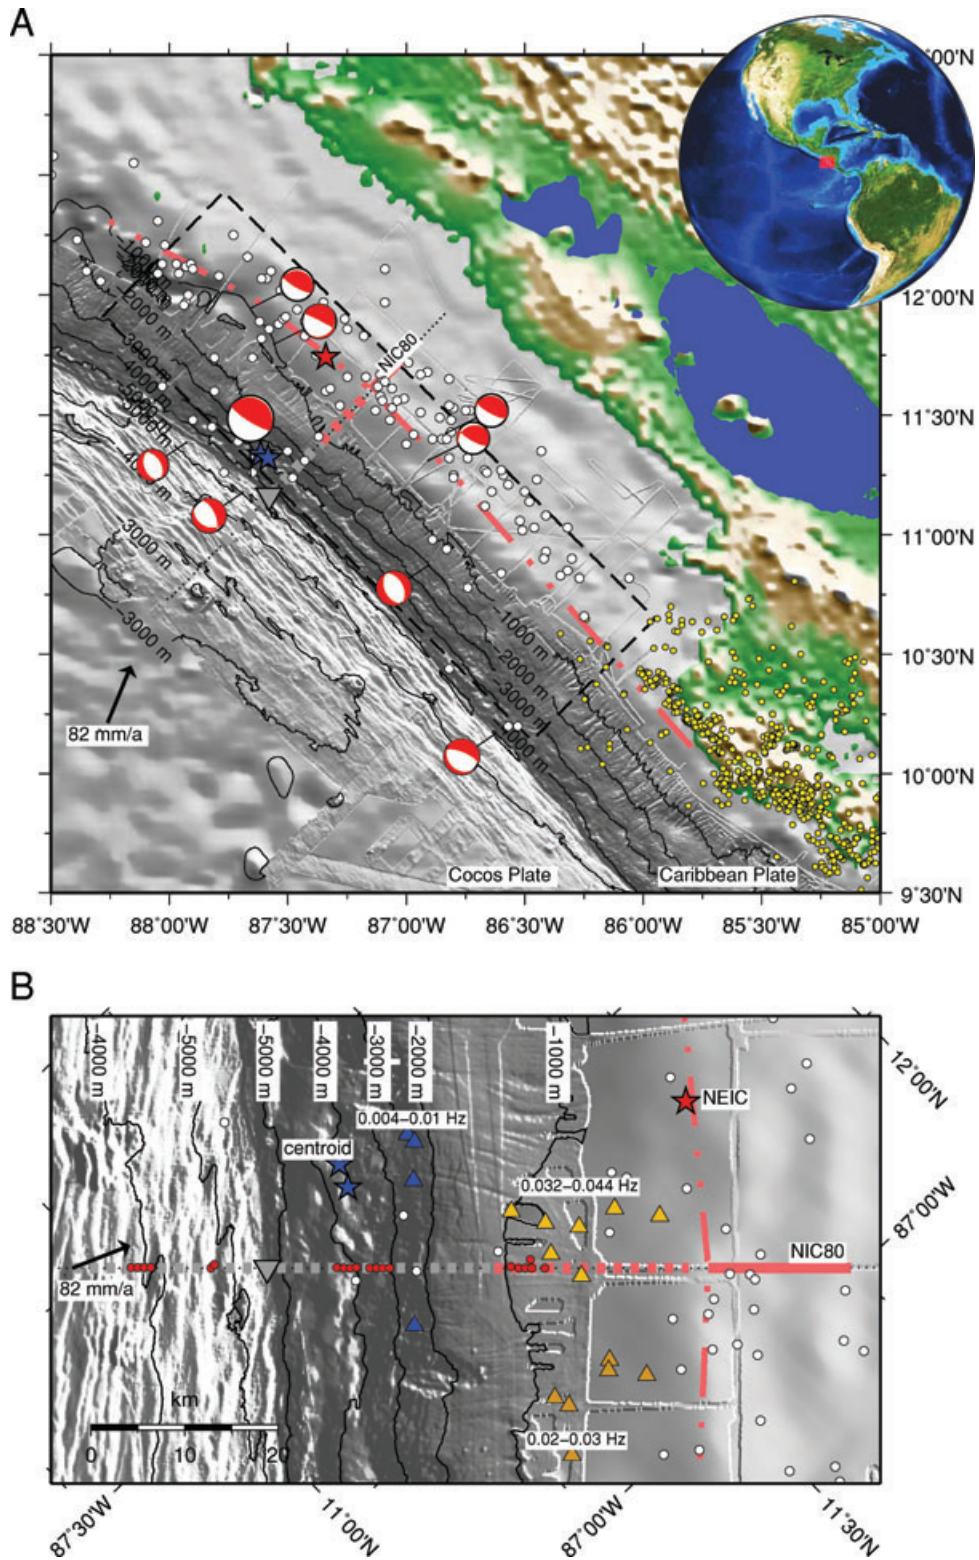 A
00°N
12°00'N
11°30'N
11°00'N
10°30'N
10°00'N
9°30'N
NIC80
2000 m
3000 m
4000 m
5000 m
3000 m
3000 m
1000 m
2000 m
3000 m
4000 m
82 mm/a
Cocos Plate
Caribbean Plate
88°30'W
88°00'W
87°30'W
87°00'W
86°30'W
86°00'W
85°30'W
85°00'W
B
-4000 m
-5000 m
-5000 m
-4000 m
-3000 m
-2000 m
-1000 m
12°00'N
0.004-0.01 Hz
NEIC
centroid
0.032-0.044 Hz
87°00'W
NIC80
82 mm/a
km
0
10
20
0.02-0.03 Hz
87°30'W
11°00'N
87°00'W
11°30'N